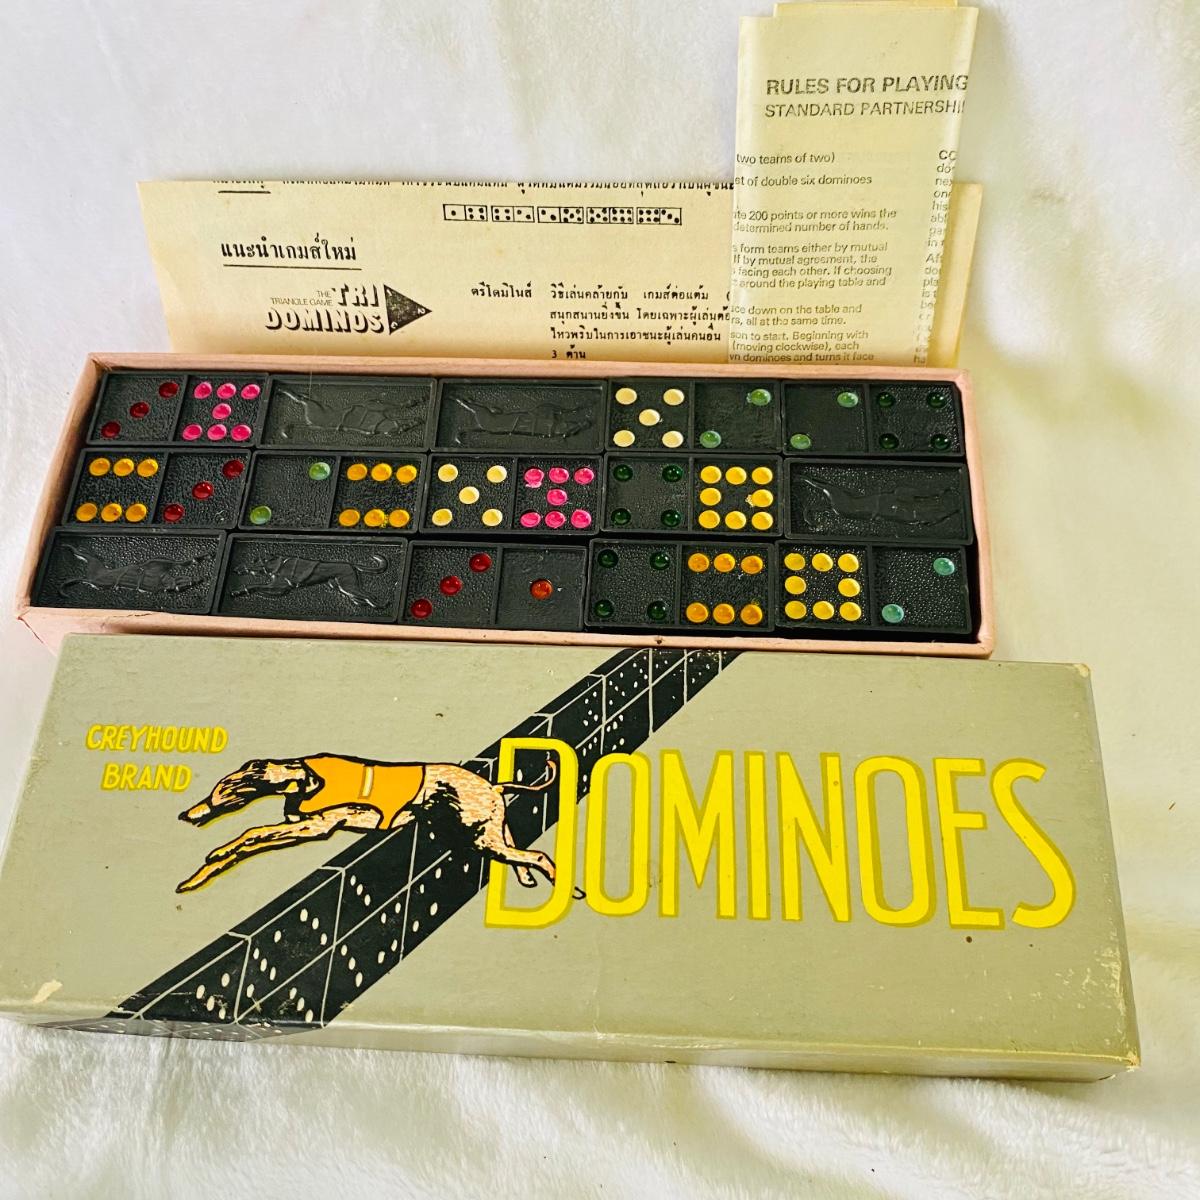 RULES FOR PLAYING
STANDARD PARTNERSHI
two teams of two)
et of double six dominoes
200 points or more wins the
determined number of hands.
form teams either by mutual
If by mutual agreement, the
facing each other. If choosing
around the playing table and
down on the table and
all at the same time.
to start. Beginning with
(moving clockwise), each
dominoes and turns it face
แนะนำเกมส์ใหม่
THE TRI
TRIANGLE GAME
DOMINOS
ตรีโดมิโนส์ วิธีเล่นคล้ายกับ เกมส์ต่อแต้ม
สนุกสนานยิ่งขึ้น โดยเฉพาะผู้เล่น
ไหวพริบในการเอาชนะผู้เล่นคนอื่น
3 ด้าน
GREYHOUND
BRAND
DOMINOES